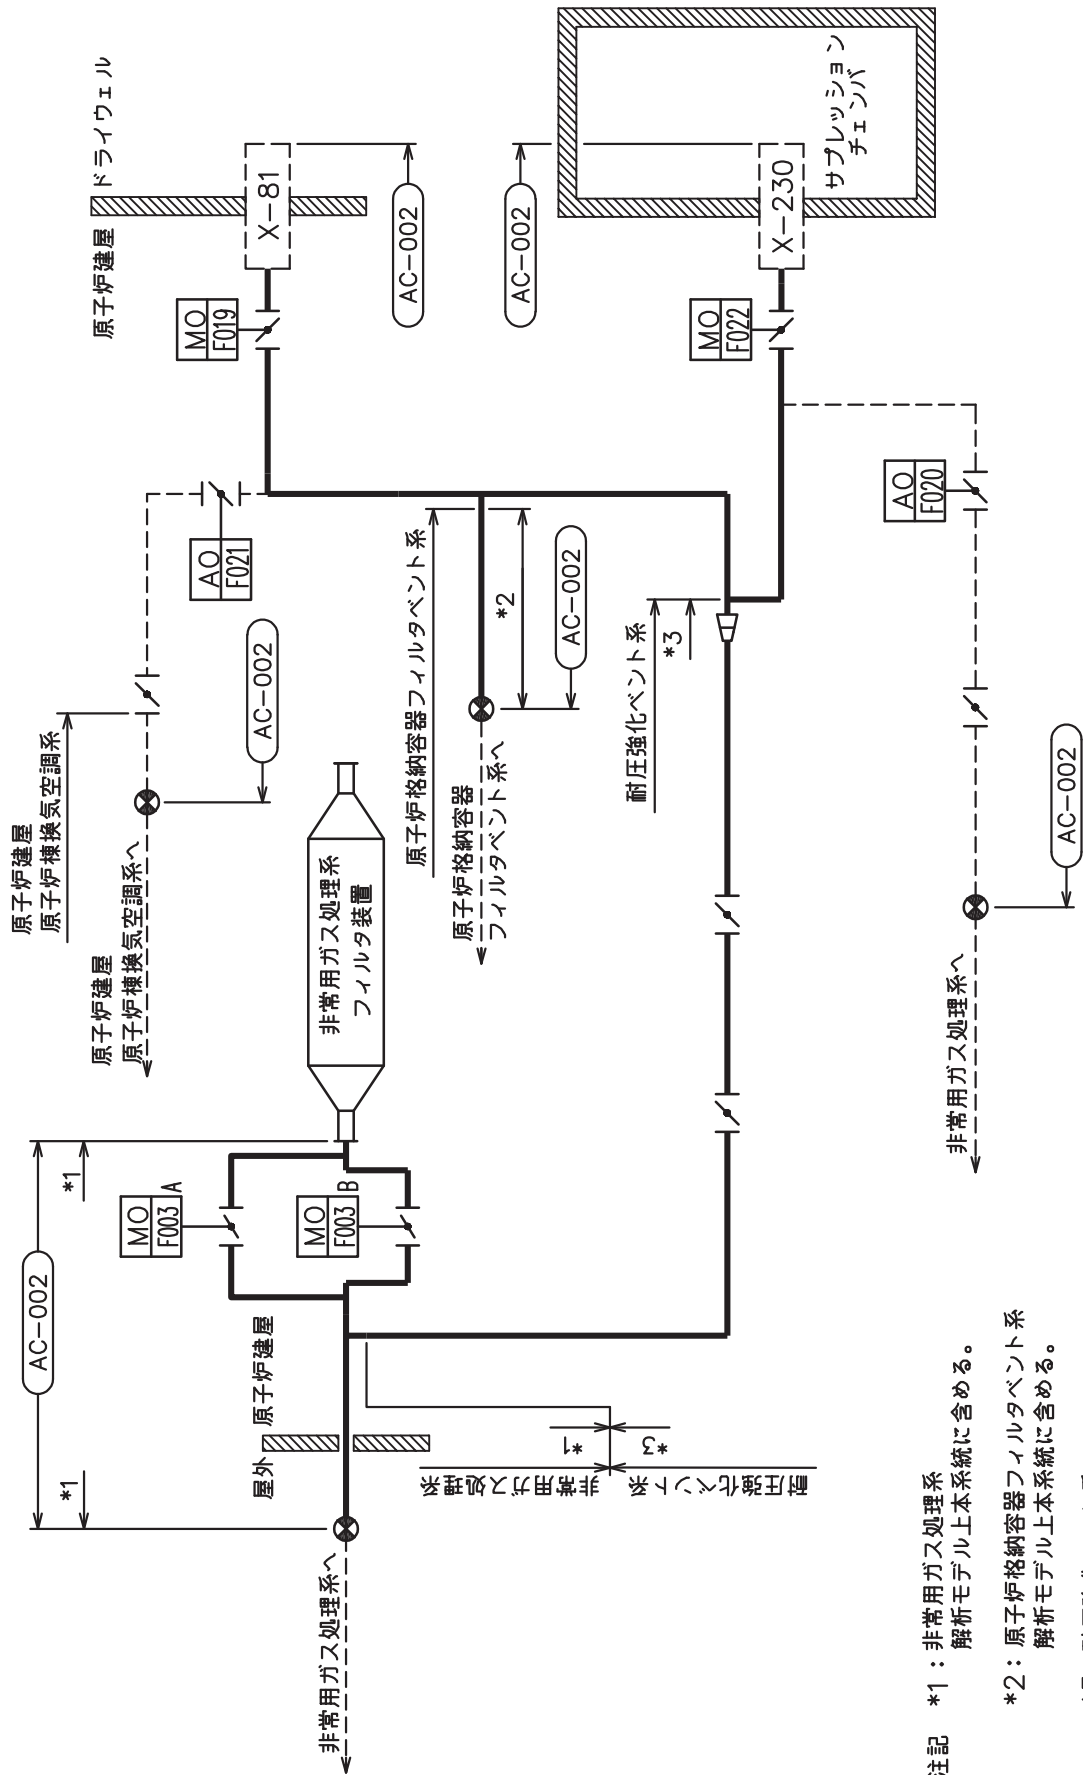 ドライウェル
原子炉建屋
X-81
MO
F019
AC-002
AC-002
X-230
サプレッション
チェンバ
MO
F022
AO
F021
AC-002
原子炉建屋
原子炉棟換気空調系
原子炉建屋
原子炉棟換気空調系へ
原子炉格納容器フィルタベント系
*2
AC-002
原子炉格納容器
フィルタベント系へ
耐圧強化ベント系
*3
AO
F020
AC-002
非常用ガス処理系へ
非常用ガス処理系
フィルタ装置
AC-002
*1
*1
MO
F003
A
MO
F003
B
屋外
原子炉建屋
非常用ガス処理系へ
非常用ガス処理系
*1
耐圧強化ベント系
*3
注記
*1：非常用ガス処理系
解析モデル上本系統に含める。
*2：原子炉格納容器フィルタベント系
解析モデル上本系統に含める。